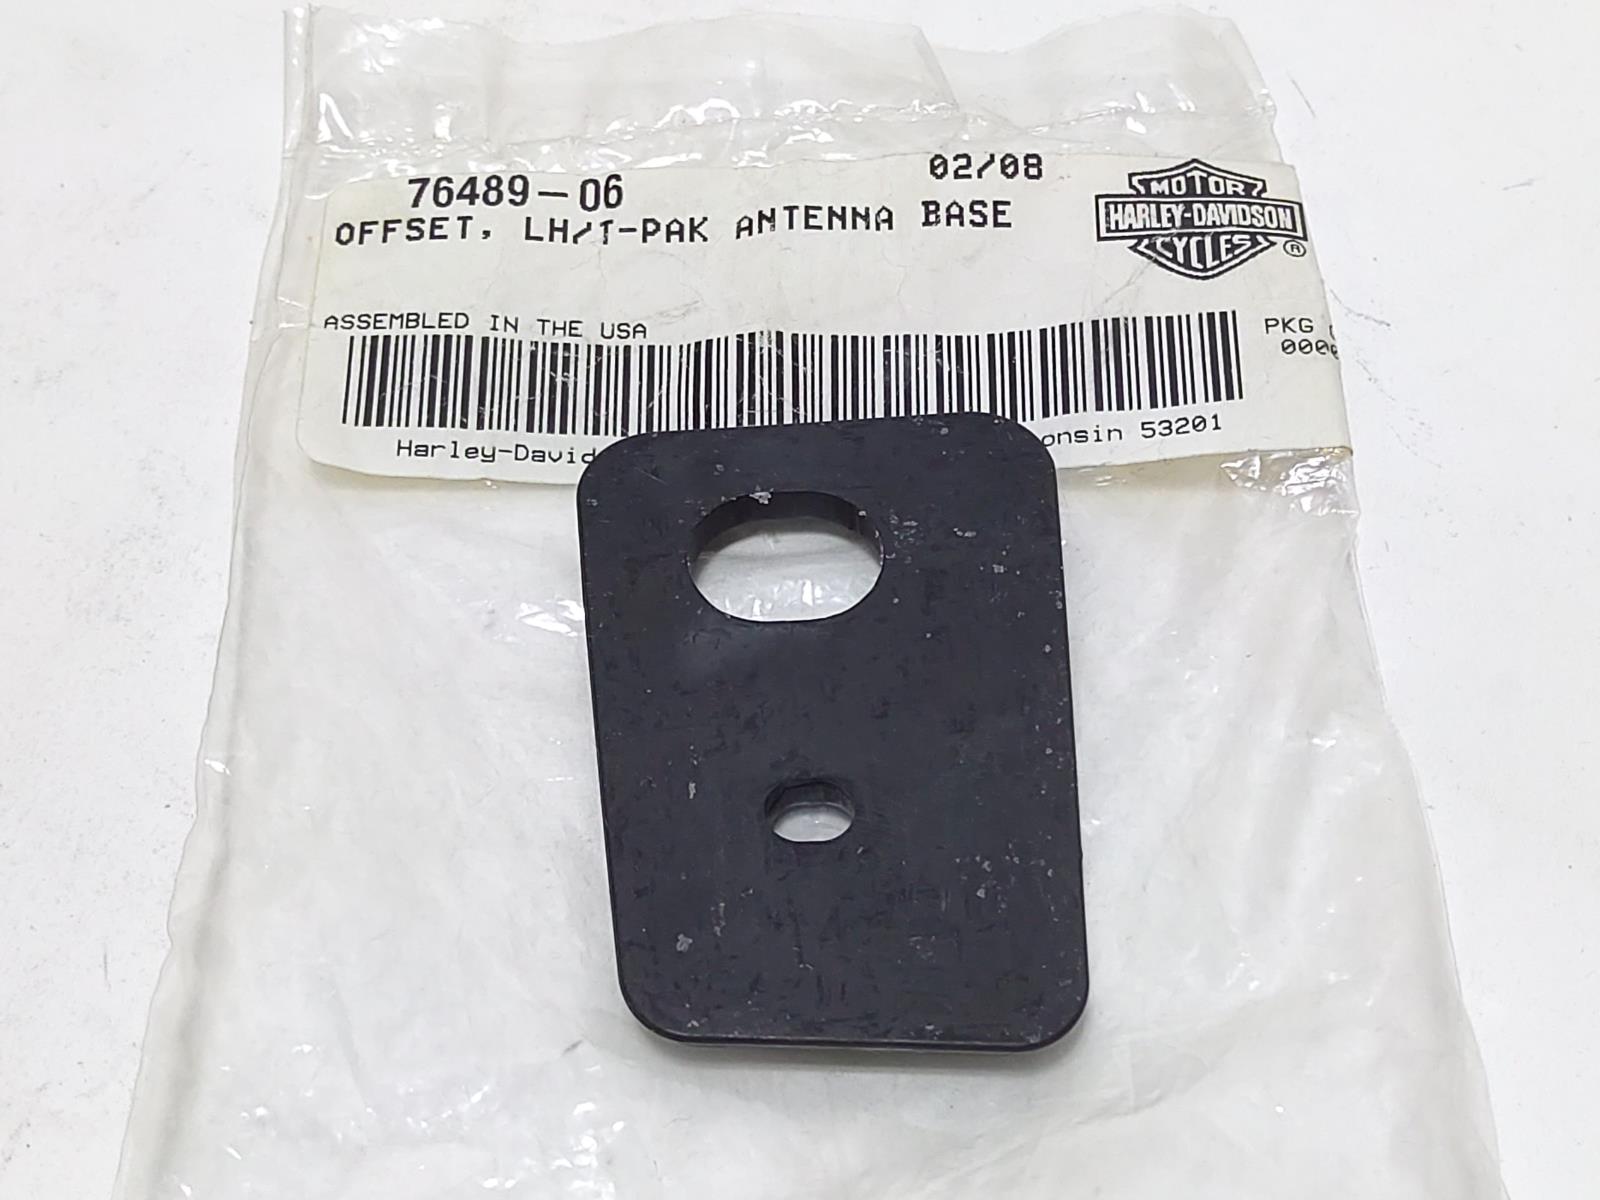 02/08
76489-06
OFFSET, LH/T-PAK ANTENNA BASE
MOTOR
HARLEY-DAVIDSON
CYCLES
®
ASSEMBLED IN THE USA
PKG
Harley-David onsin 53201